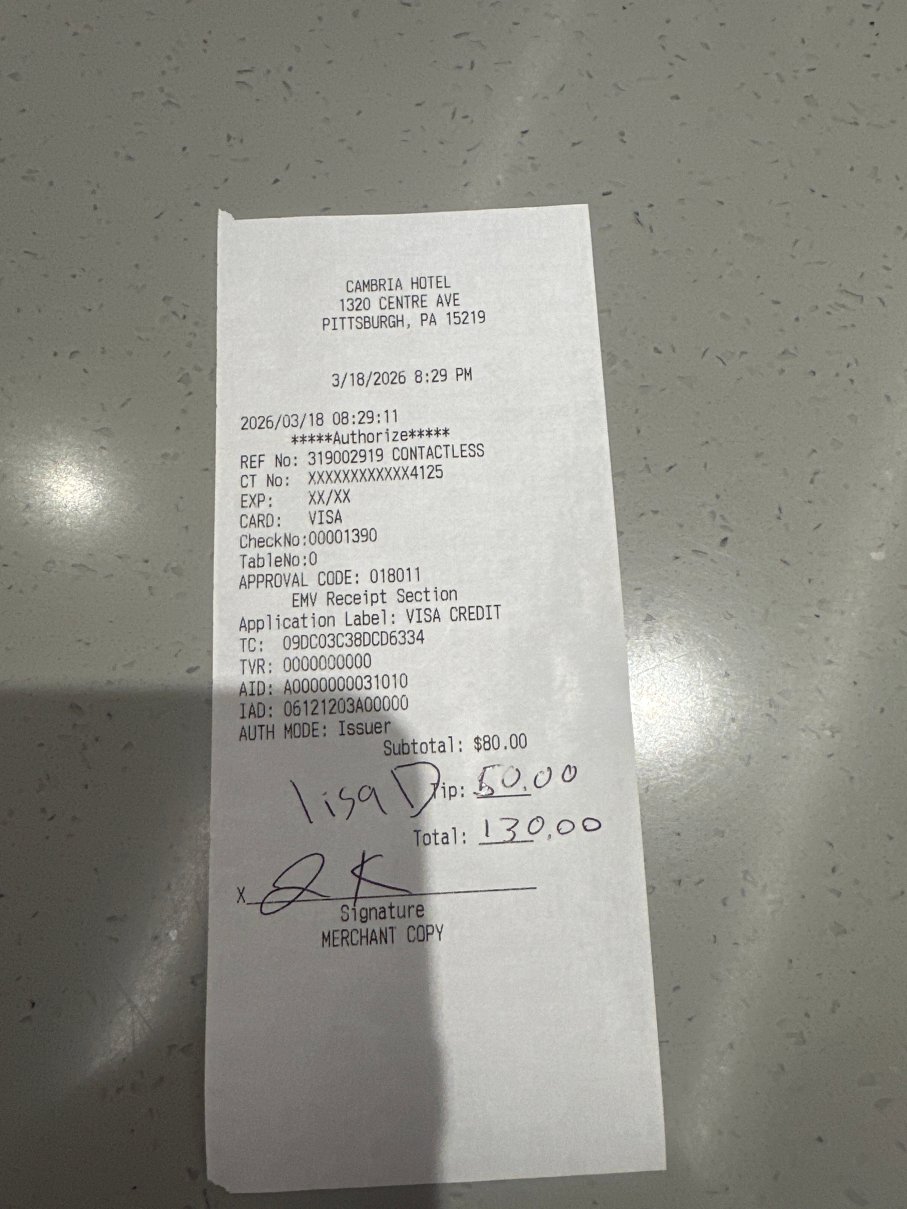 CAMBRIA HOTEL
1320 CENTRE AVE
PITTSBURGH, PA 15219
3/18/2026 8:29 PM
2026/03/18 08:29:11
*****Authorize*****
REF No: 319002919 CONTACTLESS
CT No: XXXXXXXXXXXX4125
EXP: XX/XX
CARD: VISA
CheckNo:00001390
TableNo:0
APPROVAL CODE: 018011
EMV Receipt Section
Application Label: VISA CREDIT
TC: 09DC03C38DCD6334
TVR: 0000000000
AID: A0000000031010
IAD: 06121203A00000
AUTH MODE: Issuer
Subtotal: $80.00
lisa D Tip: 50.00
Total: 130.00
X
Signature
MERCHANT COPY